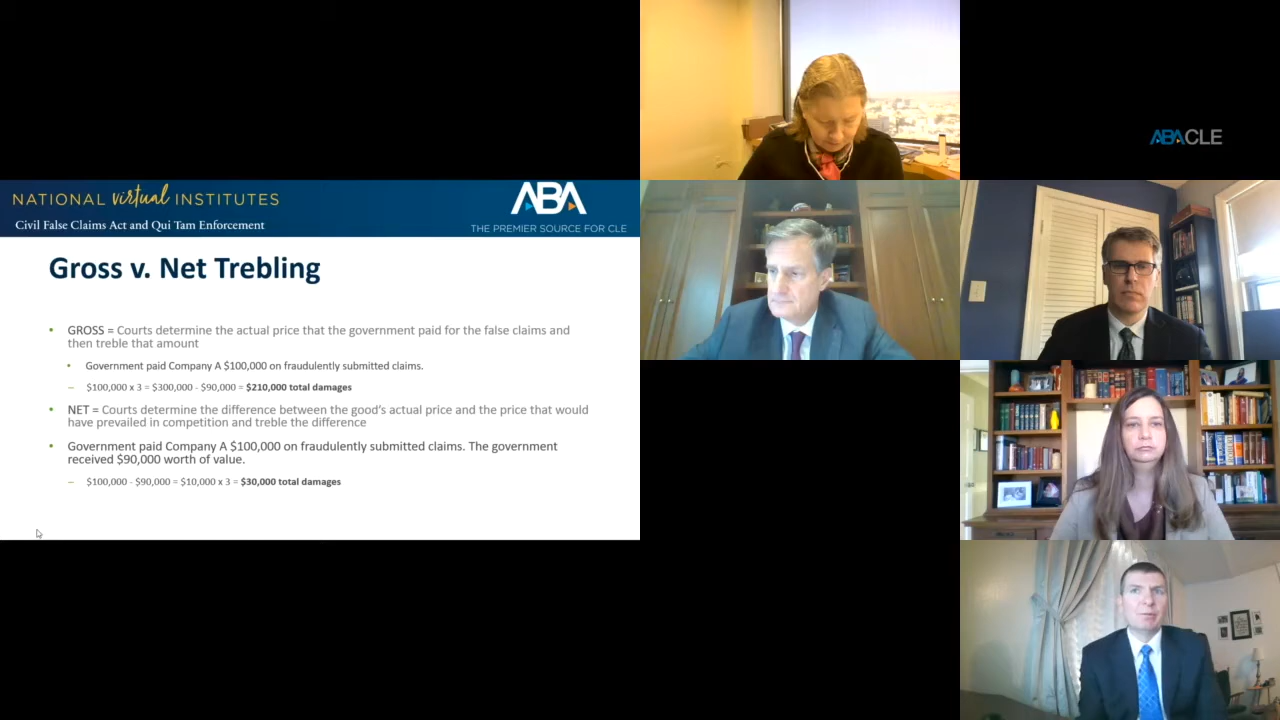 ABACLE
NATIONAL virtual INSTITUTES
Civil False Claims Act and Qui Tam Enforcement
ABA
THE PREMIER SOURCE FOR CLE
Gross v. Net Trebling
• GROSS = Courts determine the actual price that the government paid for the false claims and
then treble that amount
• Government paid Company A $100,000 on fraudulently submitted claims.
– $100,000 x 3 = $300,000 - $90,000 = $210,000 total damages
• NET = Courts determine the difference between the good's actual price and the price that would
have prevailed in competition and treble the difference
• Government paid Company A $100,000 on fraudulently submitted claims. The government
received $90,000 worth of value.
– $100,000 - $90,000 = $10,000 x 3 = $30,000 total damages